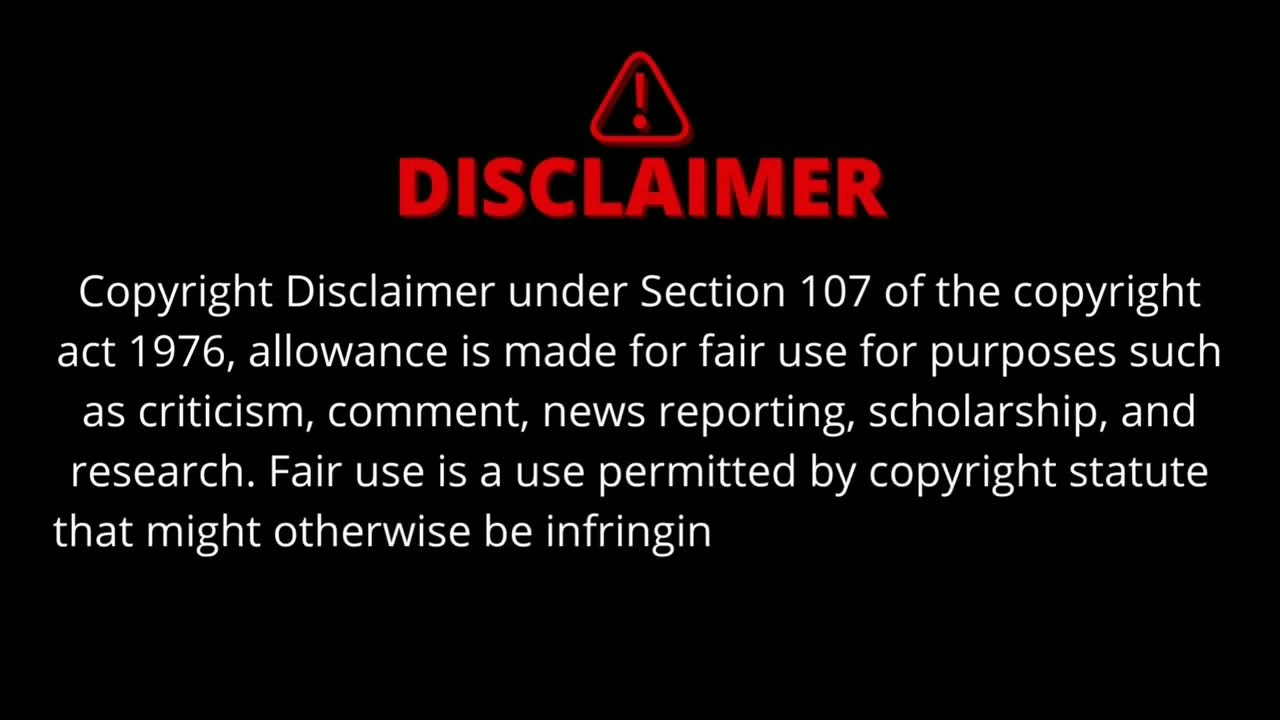 DISCLAIMER
Copyright Disclaimer under Section 107 of the copyright
act 1976, allowance is made for fair use for purposes such
as criticism, comment, news reporting, scholarship, and
research. Fair use is a use permitted by copyright statute
that might otherwise be infringin